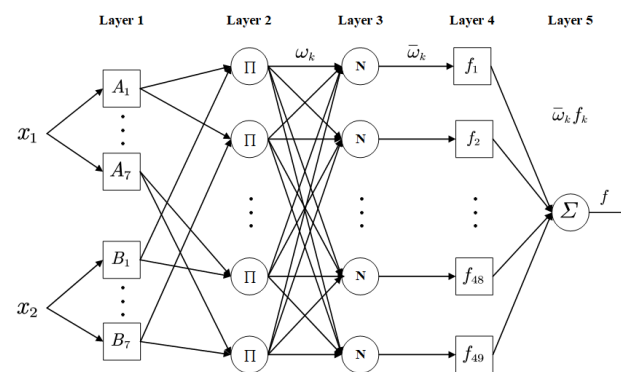 Layer 1 Layer 2 Layer 3 Layer 4 Layer 5
ω_k ω̄_k
Π N f_1
A_1
ω̄_k f_k
x_1
Π N f_2
A_7
f
Σ
B_1
Π N f_48
x_2
B_7
Π N f_49